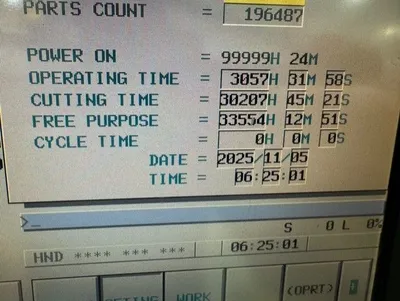 PARTS COUNT = 196487
POWER ON = 99999H 24M
OPERATING TIME = 3057H 31M 58S
CUTTING TIME = 30207H 45M 21S
FREE PURPOSE = 33554H 12M 51S
CYCLE TIME = 0H 0M 0S
DATE = 2025/11/05
TIME = 06:25:01
>_
S 0 L 0%
HND **** *** *** 06:25:01
WORK (OPRT)